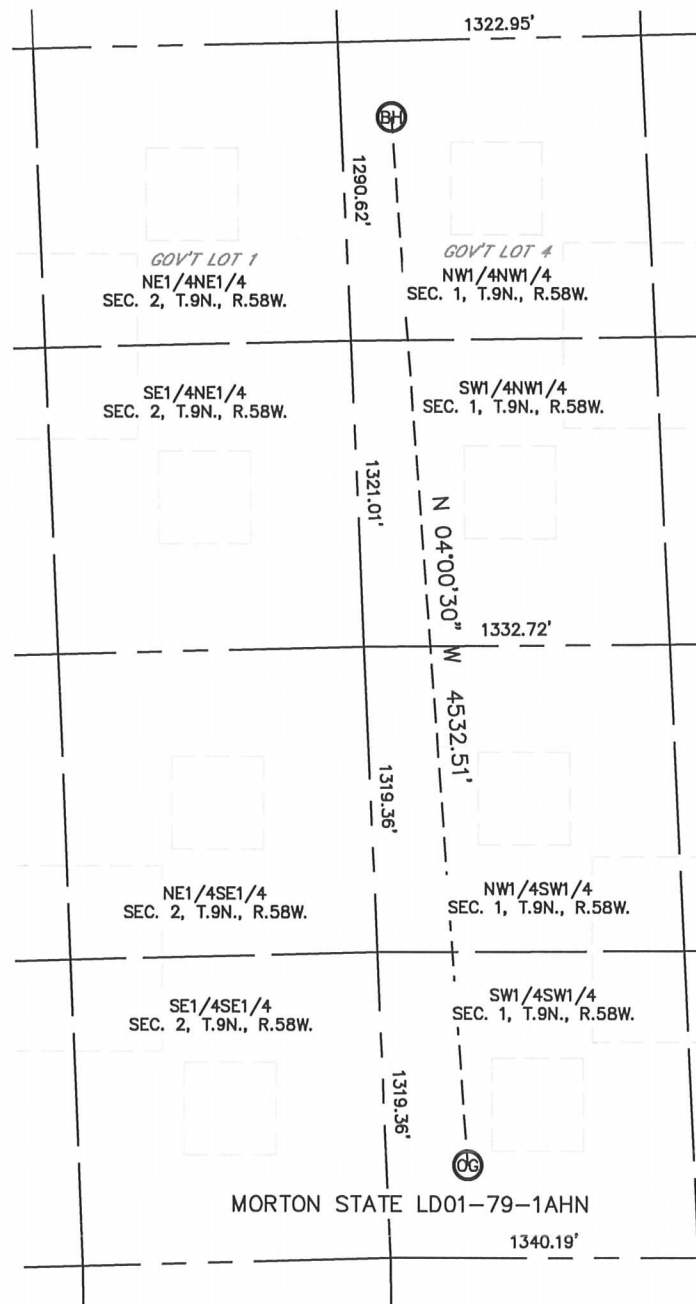 1322.95'
BH
1290.62'
GOV'T LOT 1
NE1/4NE1/4
SEC. 2, T.9N., R.58W.
GOV'T LOT 4
NW1/4NW1/4
SEC. 1, T.9N., R.58W.
SE1/4NE1/4
SEC. 2, T.9N., R.58W.
SW1/4NW1/4
SEC. 1, T.9N., R.58W.
1321.01'
N 04°00'30" W 4532.51'
1332.72'
1319.36'
NE1/4SE1/4
SEC. 2, T.9N., R.58W.
NW1/4SW1/4
SEC. 1, T.9N., R.58W.
SE1/4SE1/4
SEC. 2, T.9N., R.58W.
SW1/4SW1/4
SEC. 1, T.9N., R.58W.
1319.36'
OG
MORTON STATE LD01-79-1AHN
1340.19'